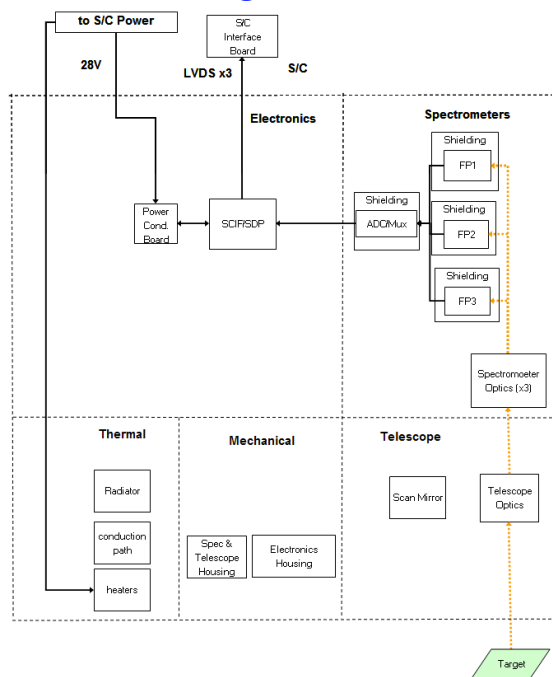 to S/C Power
S/C
Interface
Board
28V
LVDS x3
S/C
Electronics
Spectrometers
Shielding
FP1
Shielding
FP2
Shielding
FP3
Shielding
ADC/Mux
SCIF/SDP
Power
Cond.
Board
Spectromoeter
Optics (x3)
Thermal
Mechanical
Telescope
Radiator
conduction
path
heaters
Spec &
Telescope
Housing
Electronics
Housing
Scan Mirror
Telescope
Optics
Target